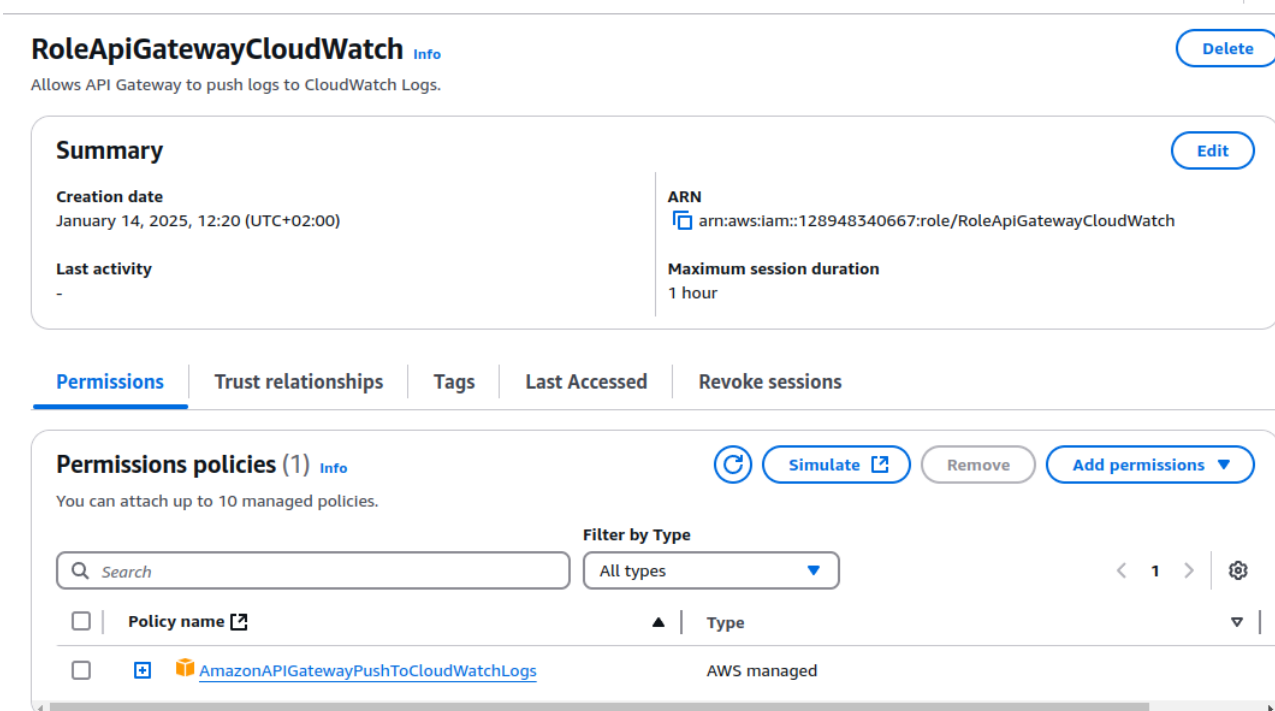 RoleApiGatewayCloudWatch Info
Delete
Allows API Gateway to push logs to CloudWatch Logs.
Summary
Edit
Creation date
January 14, 2025, 12:20 (UTC+02:00)
ARN
arn:aws:iam::128948340667:role/RoleApiGatewayCloudWatch
Last activity
-
Maximum session duration
1 hour
Permissions
Trust relationships
Tags
Last Accessed
Revoke sessions
Permissions policies (1) Info
Simulate
Remove
Add permissions
You can attach up to 10 managed policies.
Filter by Type
Search
All types
1
Policy name
Type
AmazonAPIGatewayPushToCloudWatchLogs
AWS managed